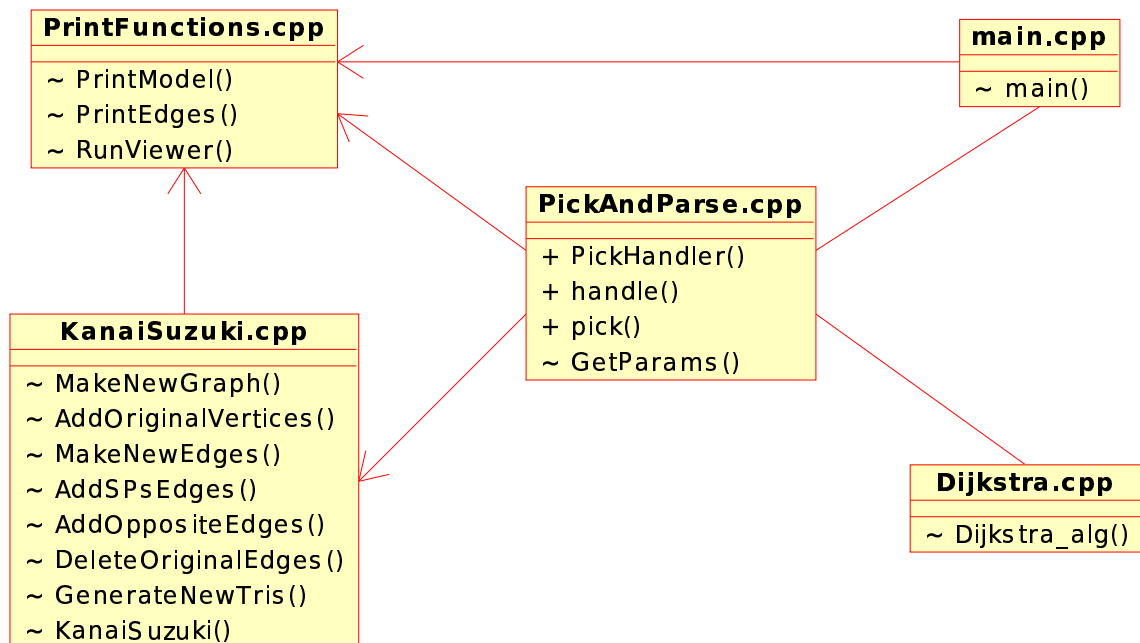 PrintFunctions.cpp
~ PrintModel()
~ PrintEdges()
~ RunViewer()
main.cpp
~ main()
PickAndParse.cpp
+ PickHandler()
+ handle()
+ pick()
~ GetParams()
KanaiSuzuki.cpp
~ MakeNewGraph()
~ AddOriginalVertices()
~ MakeNewEdges()
~ AddSPsEdges()
~ AddOppositeEdges()
~ DeleteOriginalEdges()
~ GenerateNewTris()
~ KanaiSuzuki()
Dijkstra.cpp
~ Dijkstra_alg()